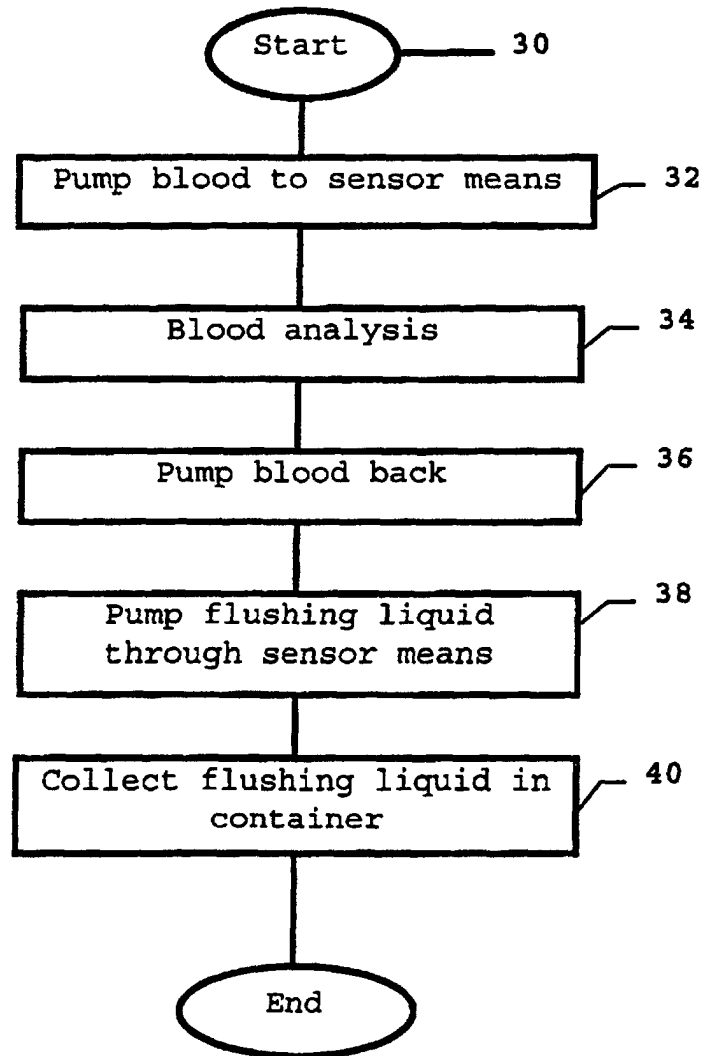 Start 30
Pump blood to sensor means 32
Blood analysis 34
Pump blood back 36
Pump flushing liquid 38
through sensor means
Collect flushing liquid in 40
container
End